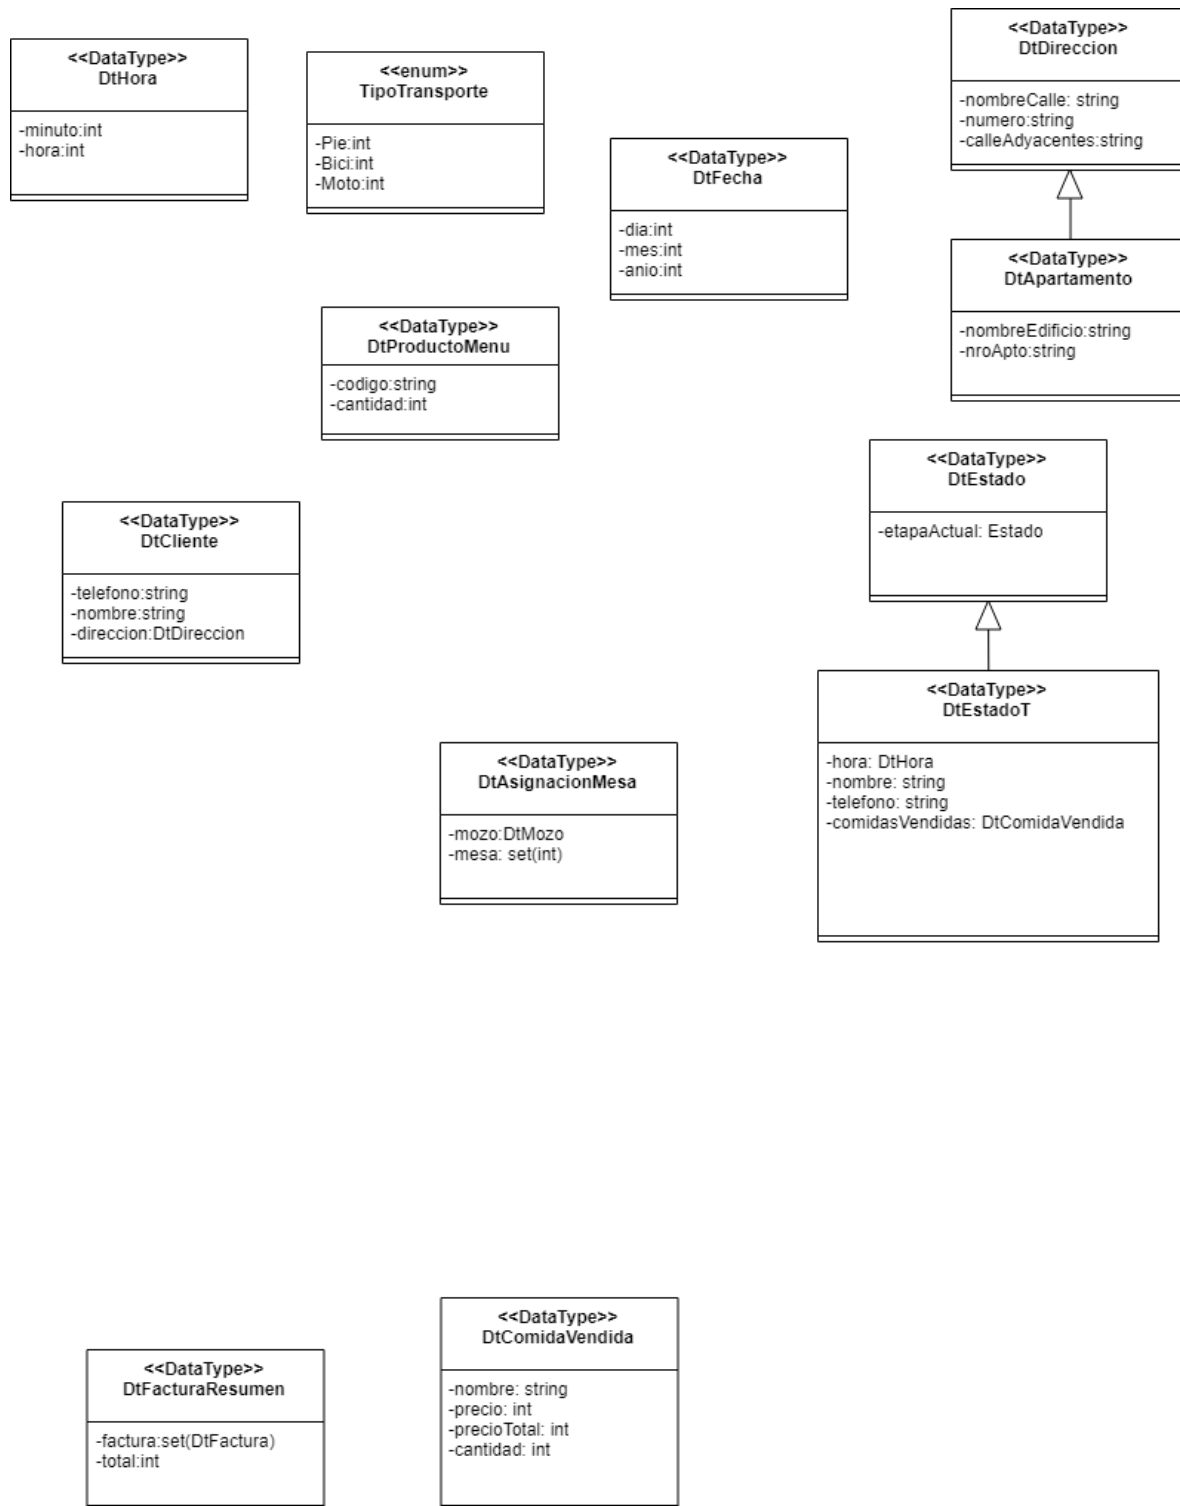 <<DataType>>
DtHora
-minuto:int
-hora:int
<<enum>>
TipoTransporte
-Pie:int
-Bici:int
-Moto:int
<<DataType>>
DtFecha
-dia:int
-mes:int
-anio:int
<<DataType>>
DtDireccion
-nombreCalle: string
-numero:string
-calleAdyacentes:string
<<DataType>>
DtApartamento
-nombreEdificio:string
-nroApto:string
<<DataType>>
DtProductoMenu
-codigo:string
-cantidad:int
<<DataType>>
DtEstado
-etapaActual: Estado
<<DataType>>
DtCliente
-telefono:string
-nombre:string
-direccion:DtDireccion
<<DataType>>
DtEstadoT
-hora: DtHora
-nombre: string
-telefono: string
-comidasVendidas: DtComidaVendida
<<DataType>>
DtAsignacionMesa
-mozo:DtMozo
-mesa: set(int)
<<DataType>>
DtFacturaResumen
-factura:set(DtFactura)
-total:int
<<DataType>>
DtComidaVendida
-nombre: string
-precio: int
-precioTotal: int
-cantidad: int